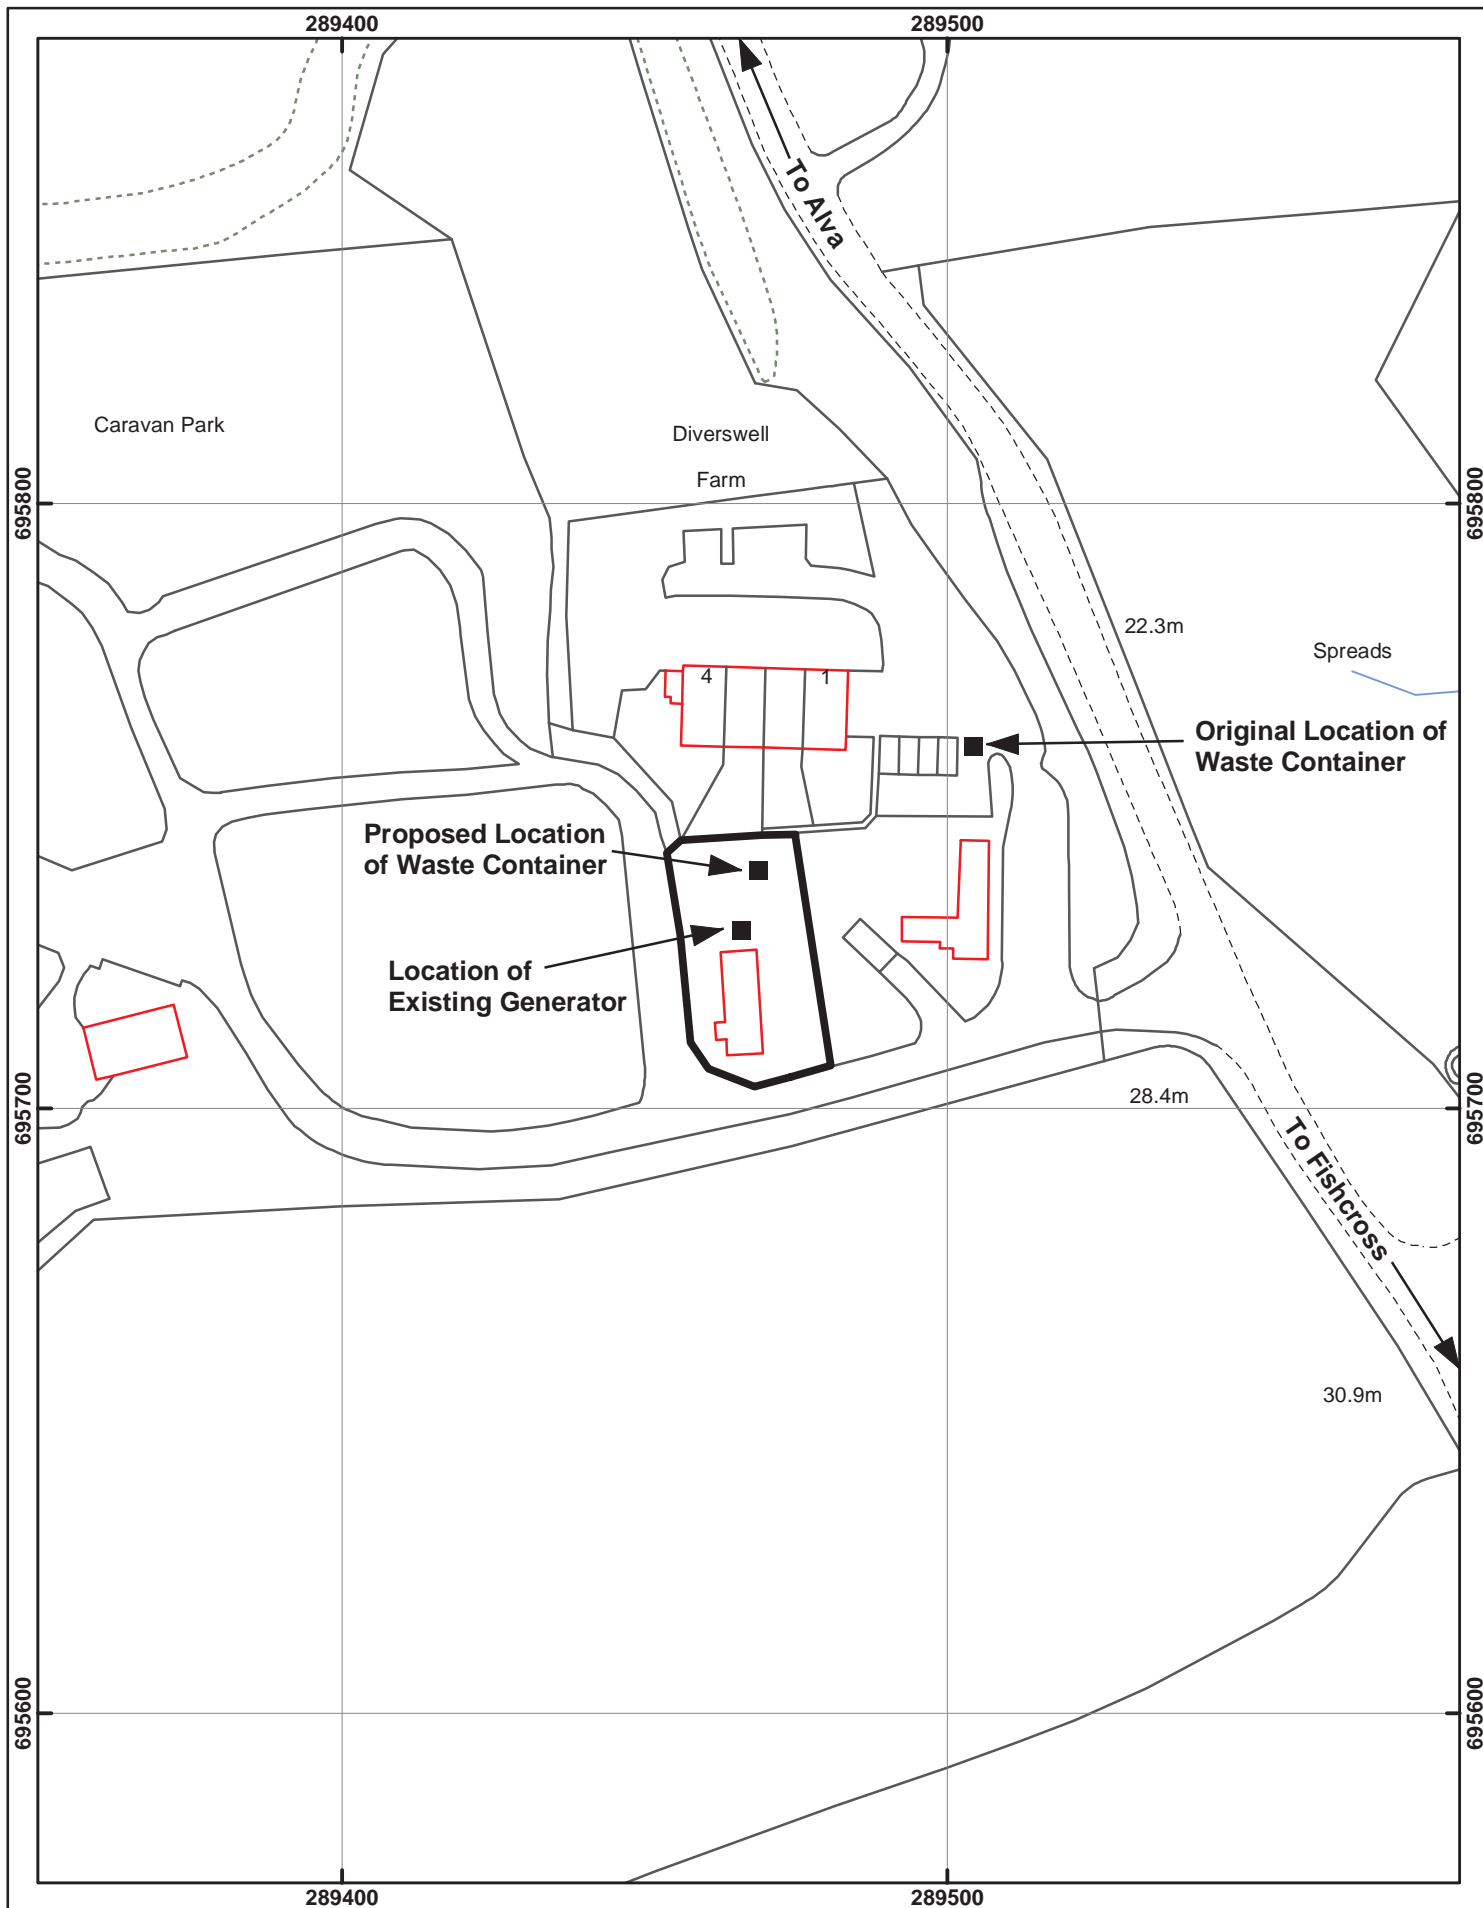 289400
289500
To Alva
Caravan Park
Diverswell
Farm
695800
695800
22.3m
Spreads
4
1
Original Location of
Waste Container
Proposed Location
of Waste Container
Location of
Existing Generator
28.4m
695700
695700
To Fishcross
30.9m
695600
695600
289400
289500